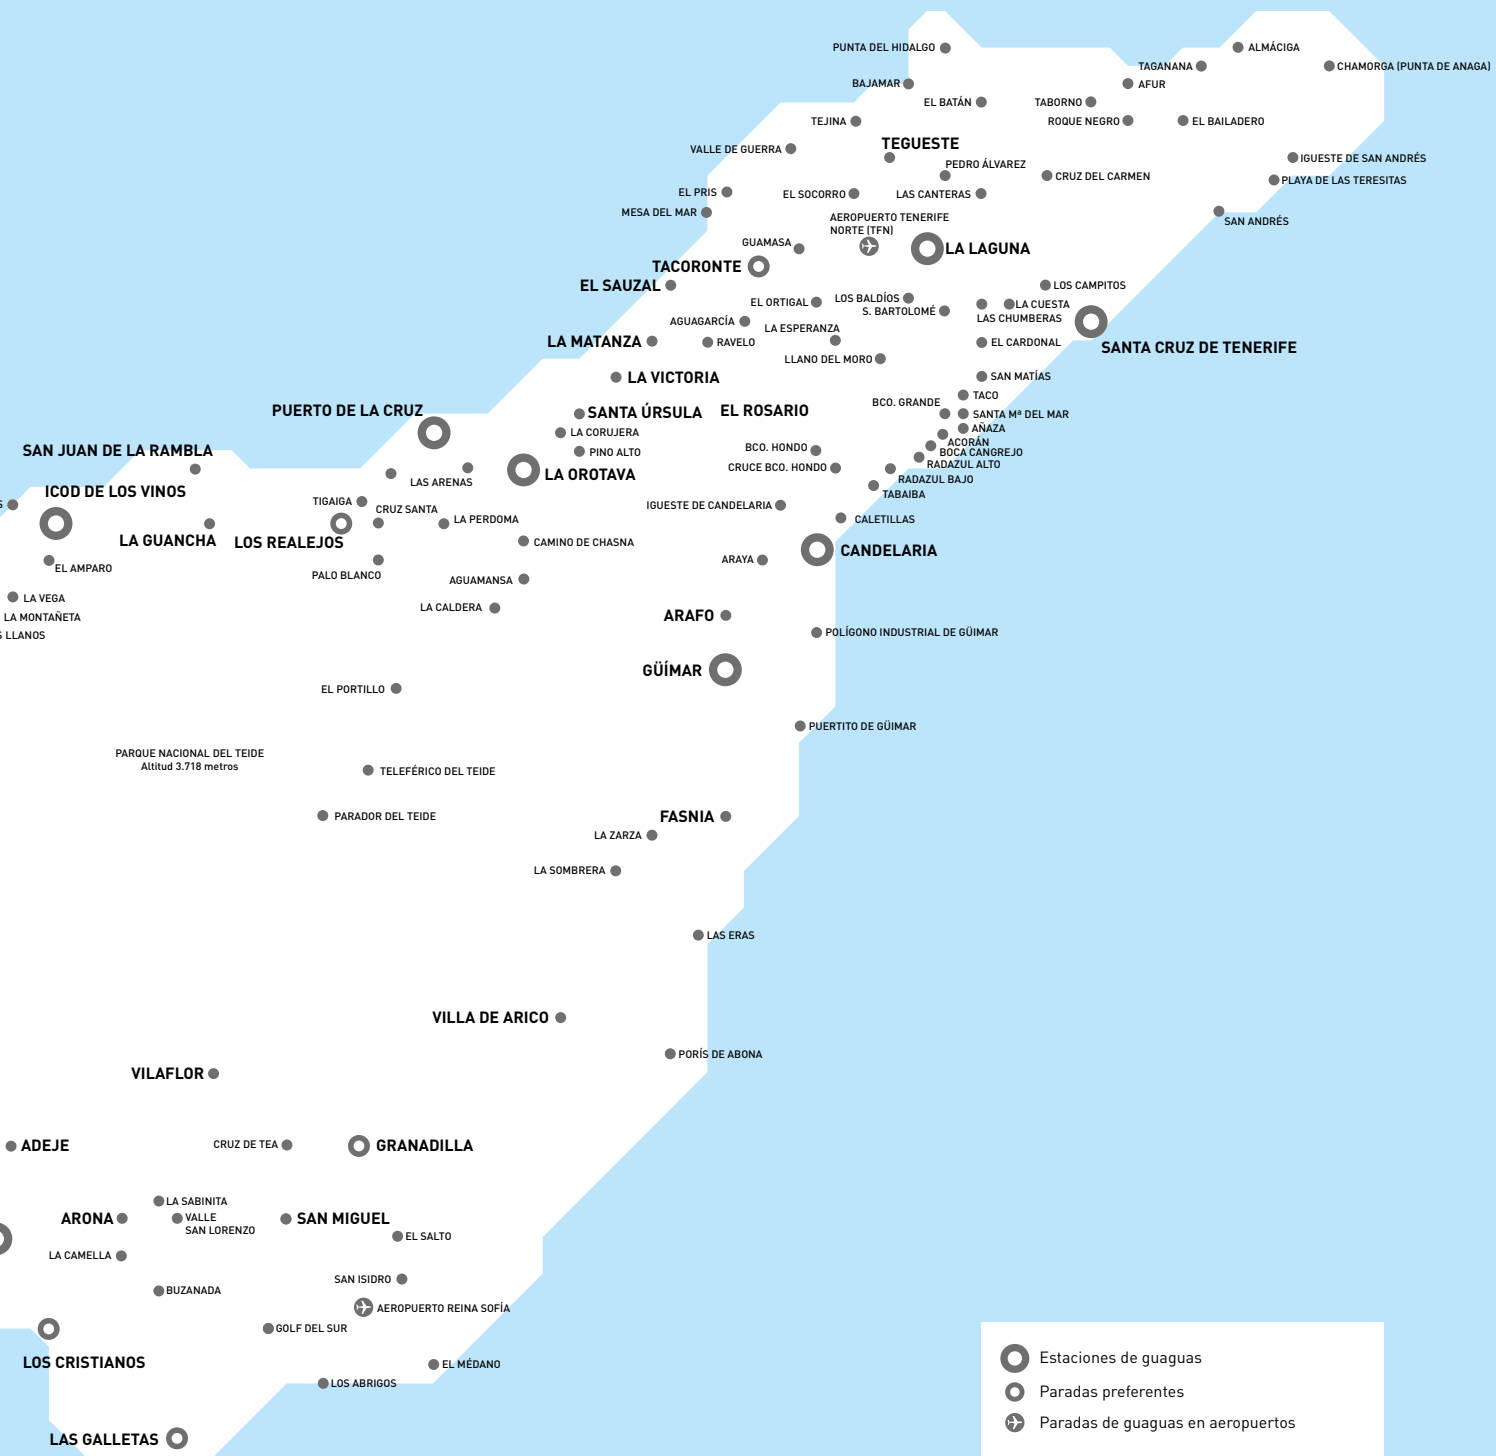 PUNTA DEL HIDALGO
ALMÁCIGA
TAGANANA
CHAMORGA (PUNTA DE ANAGA)
BAJAMAR
AFUR
EL BATÁN
TABORNO
TEJINA
ROQUE NEGRO
EL BAILADERO
TEGUESTE
VALLE DE GUERRA
PEDRO ÁLVAREZ
IGUESTE DE SAN ANDRÉS
CRUZ DEL CARMEN
PLAYA DE LAS TERESITAS
EL PRIS
EL SOCORRO
LAS CANTERAS
MESA DEL MAR
AEROPUERTO TENERIFE
NORTE (TFN)
SAN ANDRÉS
GUAMASA
LA LAGUNA
TACORONTE
EL SAUZAL
LOS CAMPITOS
EL ORTIGAL
LOS BALDÍOS
S. BARTOLOMÉ
LA CUESTA
LAS CHUMBERAS
AGUAGARCÍA
LA ESPERANZA
LA MATANZA
RAVELO
EL CARDONAL
SANTA CRUZ DE TENERIFE
LLANO DEL MORO
LA VICTORIA
SAN MATÍAS
TACO
BCO. GRANDE
PUERTO DE LA CRUZ
SANTA ÚRSULA
EL ROSARIO
SANTA Mª DEL MAR
AÑAZA
LA CORUJERA
ACORÁN
SAN JUAN DE LA RAMBLA
PINO ALTO
BCO. HONDO
BOCA CANGREJO
CRUCE BCO. HONDO
RADAZUL ALTO
LA OROTAVA
LAS ARENAS
RADAZUL BAJO
ICOD DE LOS VINOS
TABAIBA
S
TIGAIGA
CRUZ SANTA
IGUESTE DE CANDELARIA
LA PERDOMA
CALETILLAS
LA GUANCHA
LOS REALEJOS
CAMINO DE CHASNA
CANDELARIA
EL AMPARO
ARAYA
PALO BLANCO
AGUAMANSA
LA VEGA
LA CALDERA
LA MONTAÑETA
ARAFO
S LLANOS
POLÍGONO INDUSTRIAL DE GÜIMAR
GÜÍMAR
EL PORTILLO
PUERTITO DE GÜIMAR
PARQUE NACIONAL DEL TEIDE
Altitud 3.718 metros
TELEFÉRICO DEL TEIDE
PARADOR DEL TEIDE
FASNIA
LA ZARZA
LA SOMBRERA
LAS ERAS
VILLA DE ARICO
PORÍS DE ABONA
VILAFLOR
ADEJE
CRUZ DE TEA
GRANADILLA
LA SABINITA
ARONA
VALLE
SAN LORENZO
SAN MIGUEL
EL SALTO
LA CAMELLA
SAN ISIDRO
BUZANADA
AEROPUERTO REINA SOFÍA
GOLF DEL SUR
LOS CRISTIANOS
EL MÉDANO
LOS ABRIGOS
LAS GALLETAS
Estaciones de guaguas
Paradas preferentes
Paradas de guaguas en aeropuertos